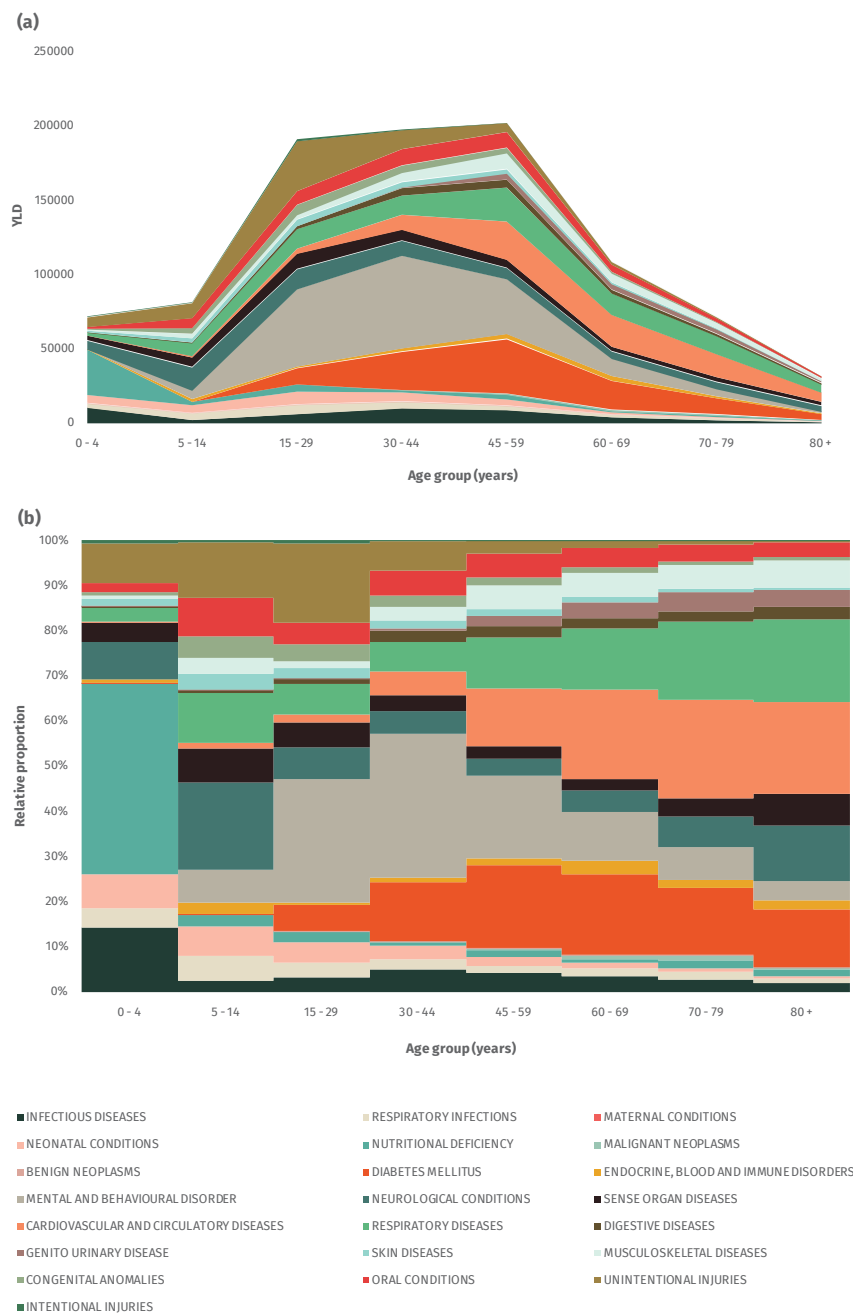 (a)
250000
200000
150000
100000
50000
0
YLD
0 - 4 5 - 14 15 - 29 30 - 44 45 - 59 60 - 69 70 - 79 80 +
Age group (years)
(b)
100%
90%
80%
70%
60%
50%
40%
30%
20%
10%
0%
Relative proportion
0 - 4 5 - 14 15 - 29 30 - 44 45 - 59 60 - 69 70 - 79 80 +
Age group (years)
INFECTIOUS DISEASES RESPIRATORY INFECTIONS MATERNAL CONDITIONS
NEONATAL CONDITIONS NUTRITIONAL DEFICIENCY MALIGNANT NEOPLASMS
BENIGN NEOPLASMS DIABETES MELLITUS ENDOCRINE, BLOOD AND IMMUNE DISORDERS
MENTAL AND BEHAVIOURAL DISORDER NEUROLOGICAL CONDITIONS SENSE ORGAN DISEASES
CARDIOVASCULAR AND CIRCULATORY DISEASES RESPIRATORY DISEASES DIGESTIVE DISEASES
GENITO URINARY DISEASE SKIN DISEASES MUSCULOSKELETAL DISEASES
CONGENITAL ANOMALIES ORAL CONDITIONS UNINTENTIONAL INJURIES
INTENTIONAL INJURIES